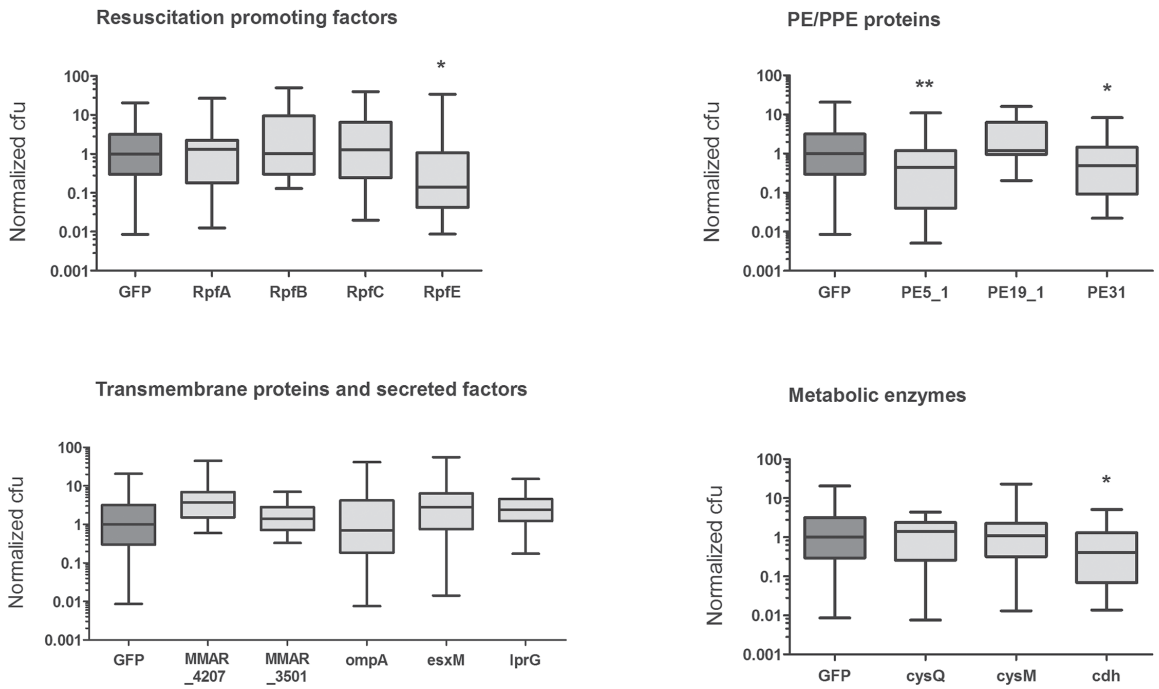 Resuscitation promoting factors
*
100
10
1
0.1
0.01
0.001
Normalized cfu
GFP RpfA RpfB RpfC RpfE
PE/PPE proteins
** *
100
10
1
0.1
0.01
0.001
Normalized cfu
GFP PE5_1 PE19_1 PE31
Transmembrane proteins and secreted factors
100
10
1
0.1
0.01
0.001
Normalized cfu
GFP MMAR MMAR ompA esxM lprG
_4207 _3501
Metabolic enzymes
*
100
10
1
0.1
0.01
0.001
Normalized cfu
GFP cysQ cysM cdh